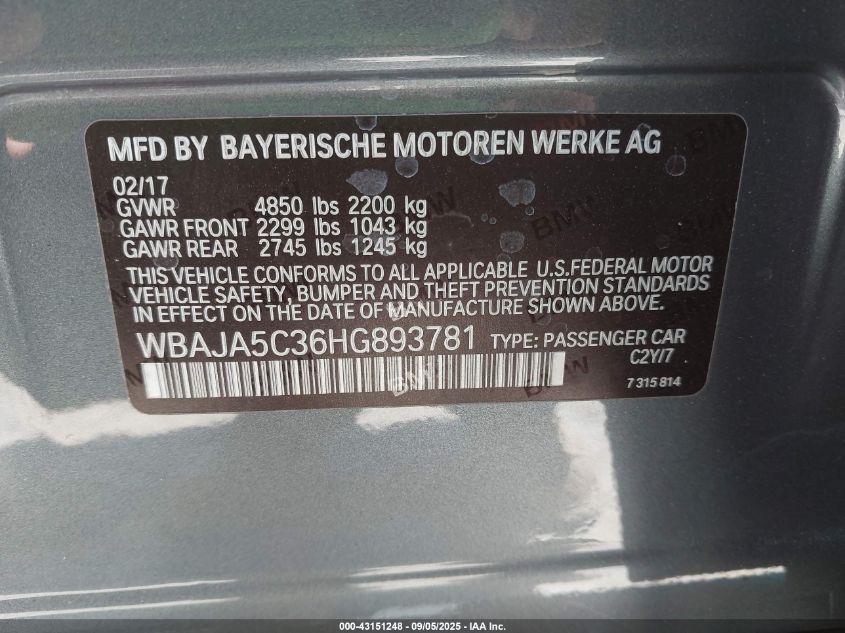 MFD BY BAYERISCHE MOTOREN WERKE AG
02/17
GVWR 4850 lbs 2200 kg
GAWR FRONT 2299 lbs 1043 kg
GAWR REAR 2745 lbs 1245 kg
THIS VEHICLE CONFORMS TO ALL APPLICABLE U.S.FEDERAL MOTOR
VEHICLE SAFETY, BUMPER AND THEFT PREVENTION STANDARDS
IN EFFECT ON THE DATE OF MANUFACTURE SHOWN ABOVE.
WBAJA5C36HG893781 TYPE: PASSENGER CAR
C2Y/7
7 315 814
000-43151248 - 09/05/2025 - IAA Inc.